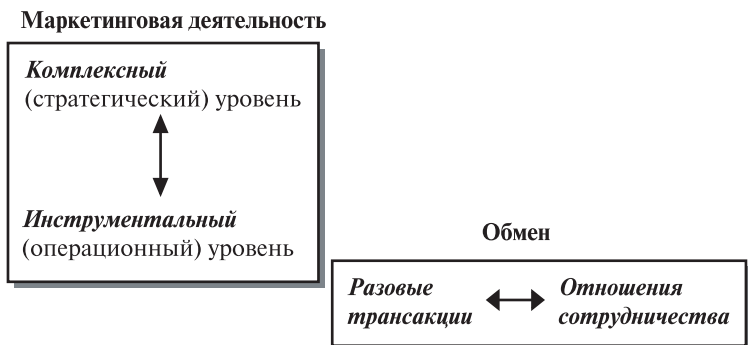 Маркетинговая деятельность
Комплексный
(стратегический) уровень
Инструментальный
(операционный) уровень
Обмен
Разовые
трансакции
Отношения
сотрудничества